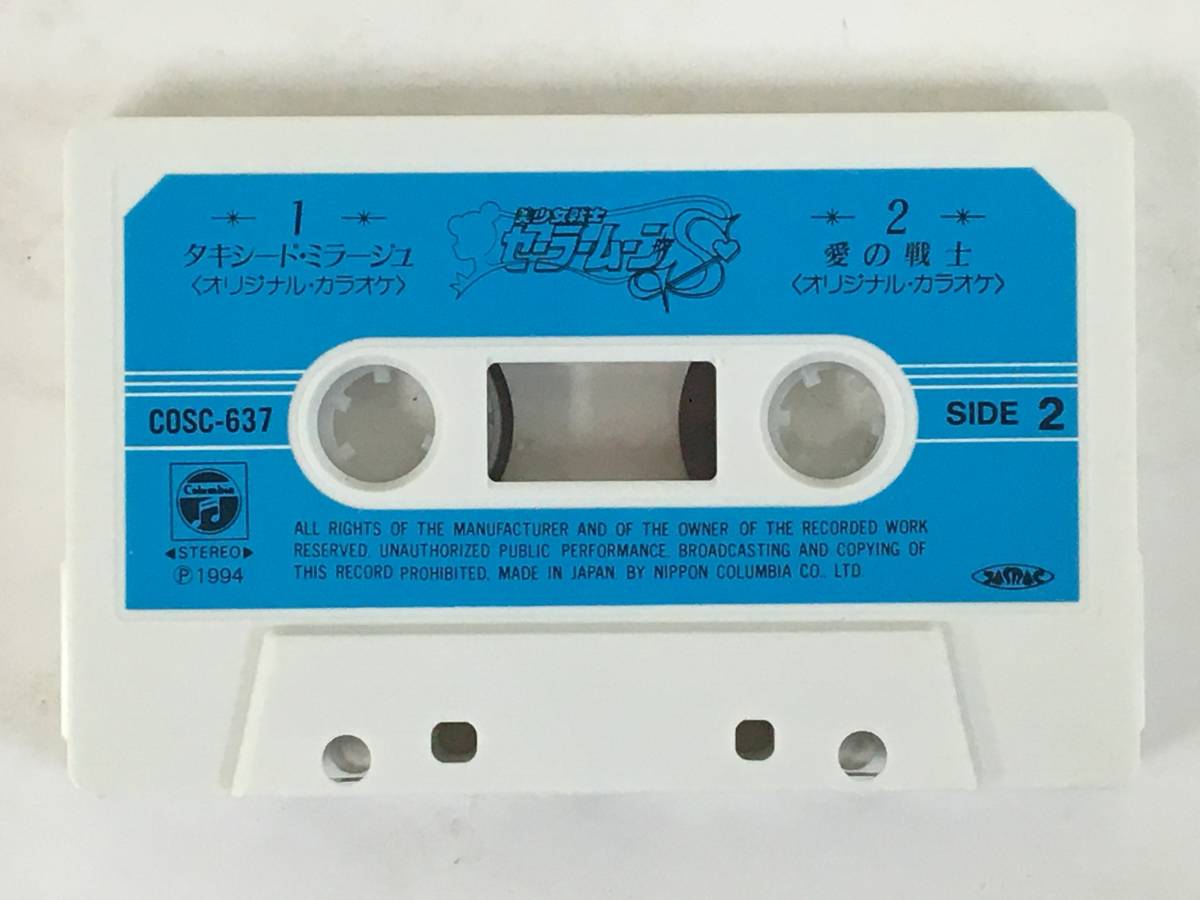 1
タキシード・ミラージュ
〈オリジナル・カラオケ〉
美少女戦士
セーラームーンS
2
愛の戦士
〈オリジナル・カラオケ〉
COSC-637
SIDE 2
Columbia
◀STEREO▶
Ⓟ1994
ALL RIGHTS OF THE MANUFACTURER AND OF THE OWNER OF THE RECORDED WORK
RESERVED. UNAUTHORIZED PUBLIC PERFORMANCE. BROADCASTING AND COPYING OF
THIS RECORD PROHIBITED. MADE IN JAPAN. BY NIPPON COLUMBIA CO., LTD.